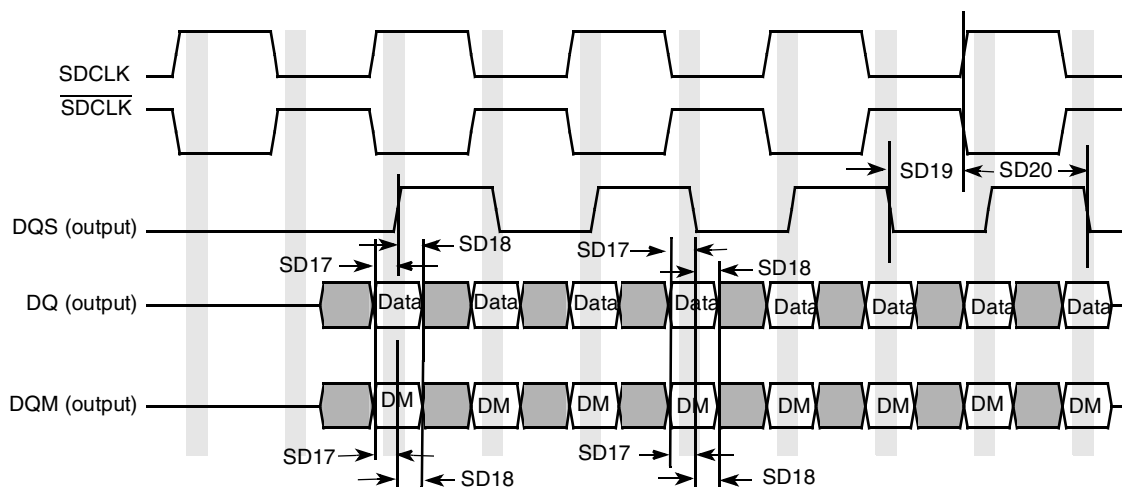 SDCLK
SDCLK
SD19 SD20
DQS (output)
SD18 SD17
SD17 SD18
DQ (output) Data Data Data Data Data Data Data Data
DQM (output) DM DM DM DM DM DM DM DM
SD17 SD17
SD18 SD18